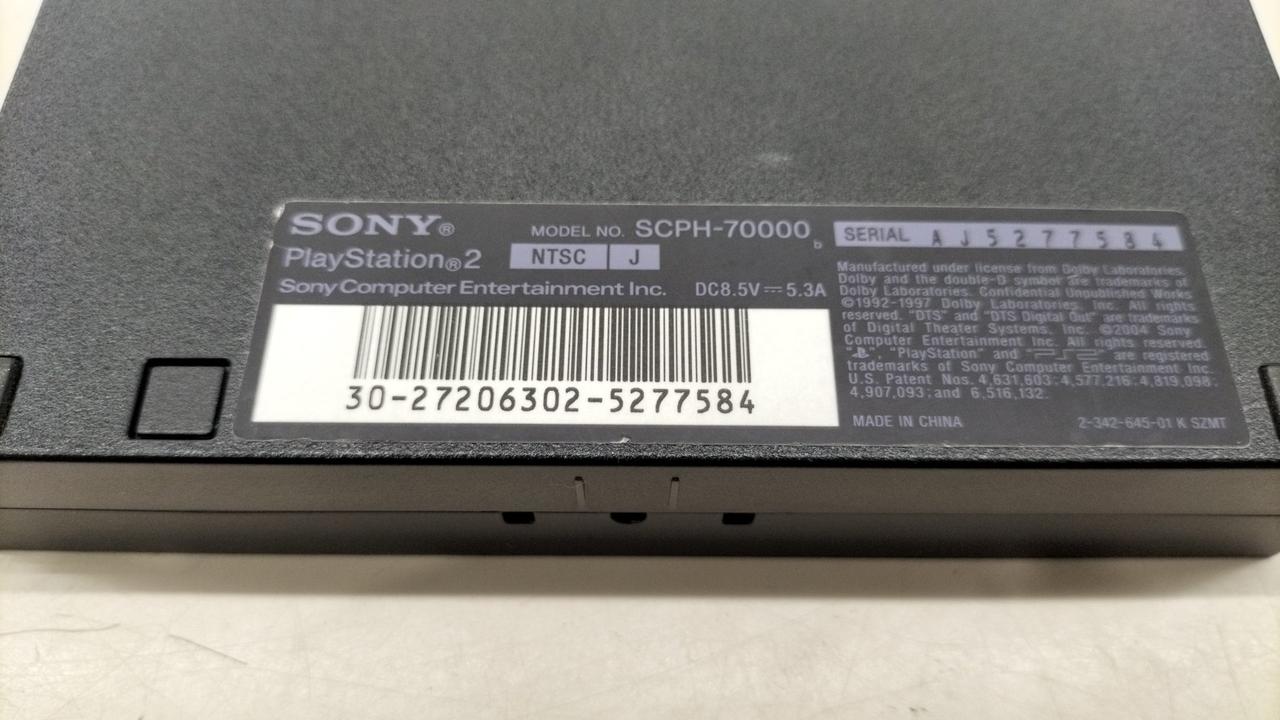 SONY®
MODEL NO. SCPH-70000 b
PlayStation®2 NTSC J
Sony Computer Entertainment Inc. DC8.5V⎓5.3A
30-27206302-5277584
SERIAL AJ5277584
Manufactured under license from Dolby Laboratories.
Dolby and the double-D symbol are trademarks of
Dolby Laboratories. Confidential Unpublished Works
©1992-1997 Dolby Laboratories, Inc. All rights
reserved. "DTS" and "DTS Digital Out" are trademarks
of Digital Theater Systems, Inc. ©2004 Sony
Computer Entertainment Inc. All rights reserved.
" ", "PlayStation" and "PS2" are registered
trademarks of Sony Computer Entertainment Inc.
U.S. Patent Nos. 4,631,603; 4,577,216; 4,819,098;
4,907,093; and 6,516,132.
MADE IN CHINA 2-342-645-01 K SZMT